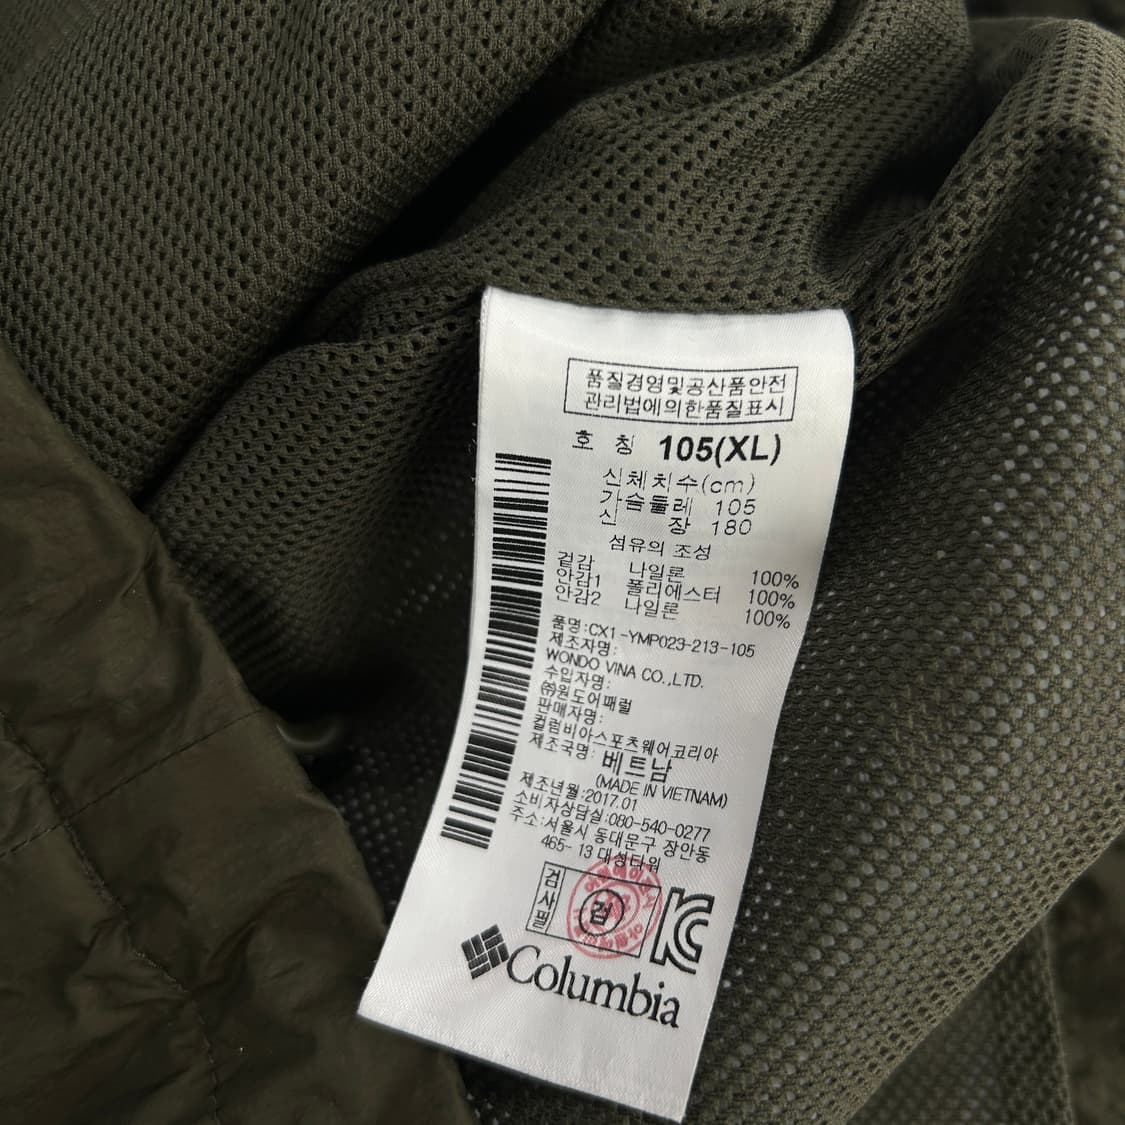 품질경영및공산품안전
관리법에의한품질표시
호 칭 105(XL)
신체치수(cm)
가슴둘레 105
신 장 180
섬유의 조성
겉감 나일론 100%
안감1 폴리에스터 100%
안감2 나일론 100%
품명:CX1-YMP023-213-105
제조자명:
WONDO VINA CO.,LTD.
수입자명:
㈜원도어패럴
판매자명:
컬럼비아스포츠웨어코리아
제조국명: 베트남
(MADE IN VIETNAM)
제조년월:2017.01
소비자상담실:080-540-0277
주소:서울시 동대문구 장안동
465-13 대성타워
검사필 검
KC
Columbia